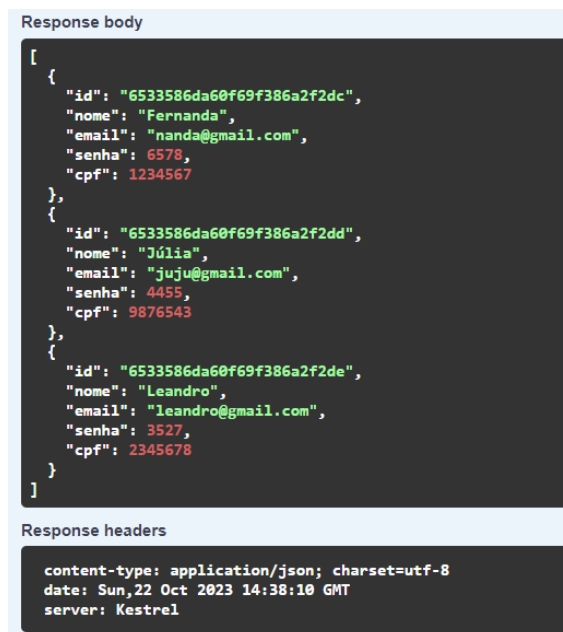 Response body
[
  {
    "id": "6533586da60f69f386a2f2dc",
    "nome": "Fernanda",
    "email": "nanda@gmail.com",
    "senha": 6578,
    "cpf": 1234567
  },
  {
    "id": "6533586da60f69f386a2f2dd",
    "nome": "Júlia",
    "email": "juju@gmail.com",
    "senha": 4455,
    "cpf": 9876543
  },
  {
    "id": "6533586da60f69f386a2f2de",
    "nome": "Leandro",
    "email": "leandro@gmail.com",
    "senha": 3527,
    "cpf": 2345678
  }
]
Response headers
content-type: application/json; charset=utf-8
date: Sun,22 Oct 2023 14:38:10 GMT
server: Kestrel